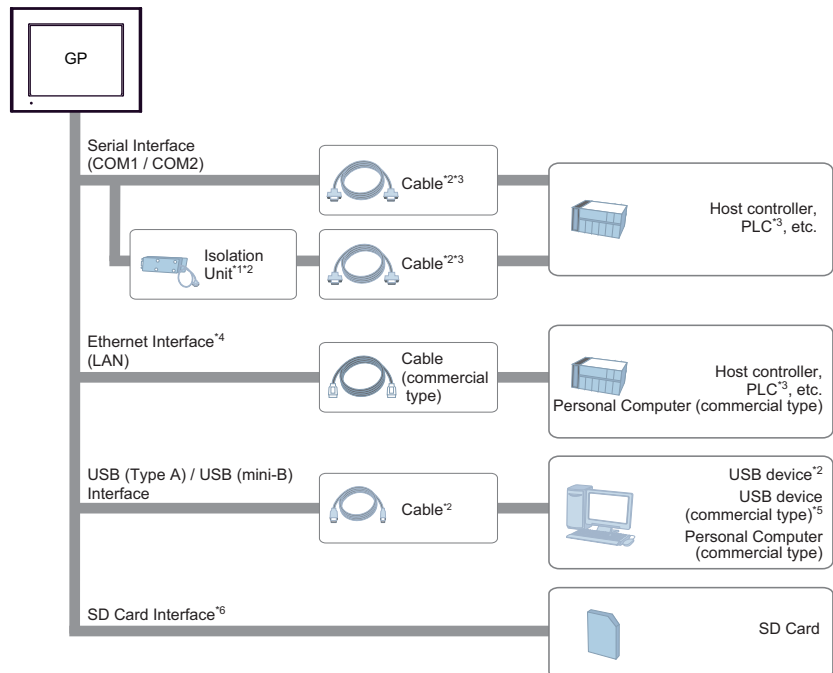 GP
Serial Interface
(COM1 / COM2)
Cable*2*3
Host controller,
PLC*3, etc.
Isolation
Unit*1*2
Cable*2*3
Ethernet Interface*4
(LAN)
Cable
(commercial
type)
Host controller,
PLC*3, etc.
Personal Computer (commercial type)
USB (Type A) / USB (mini-B)
Interface
Cable*2
USB device*2
USB device
(commercial type)*5
Personal Computer
(commercial type)
SD Card Interface*6
SD Card